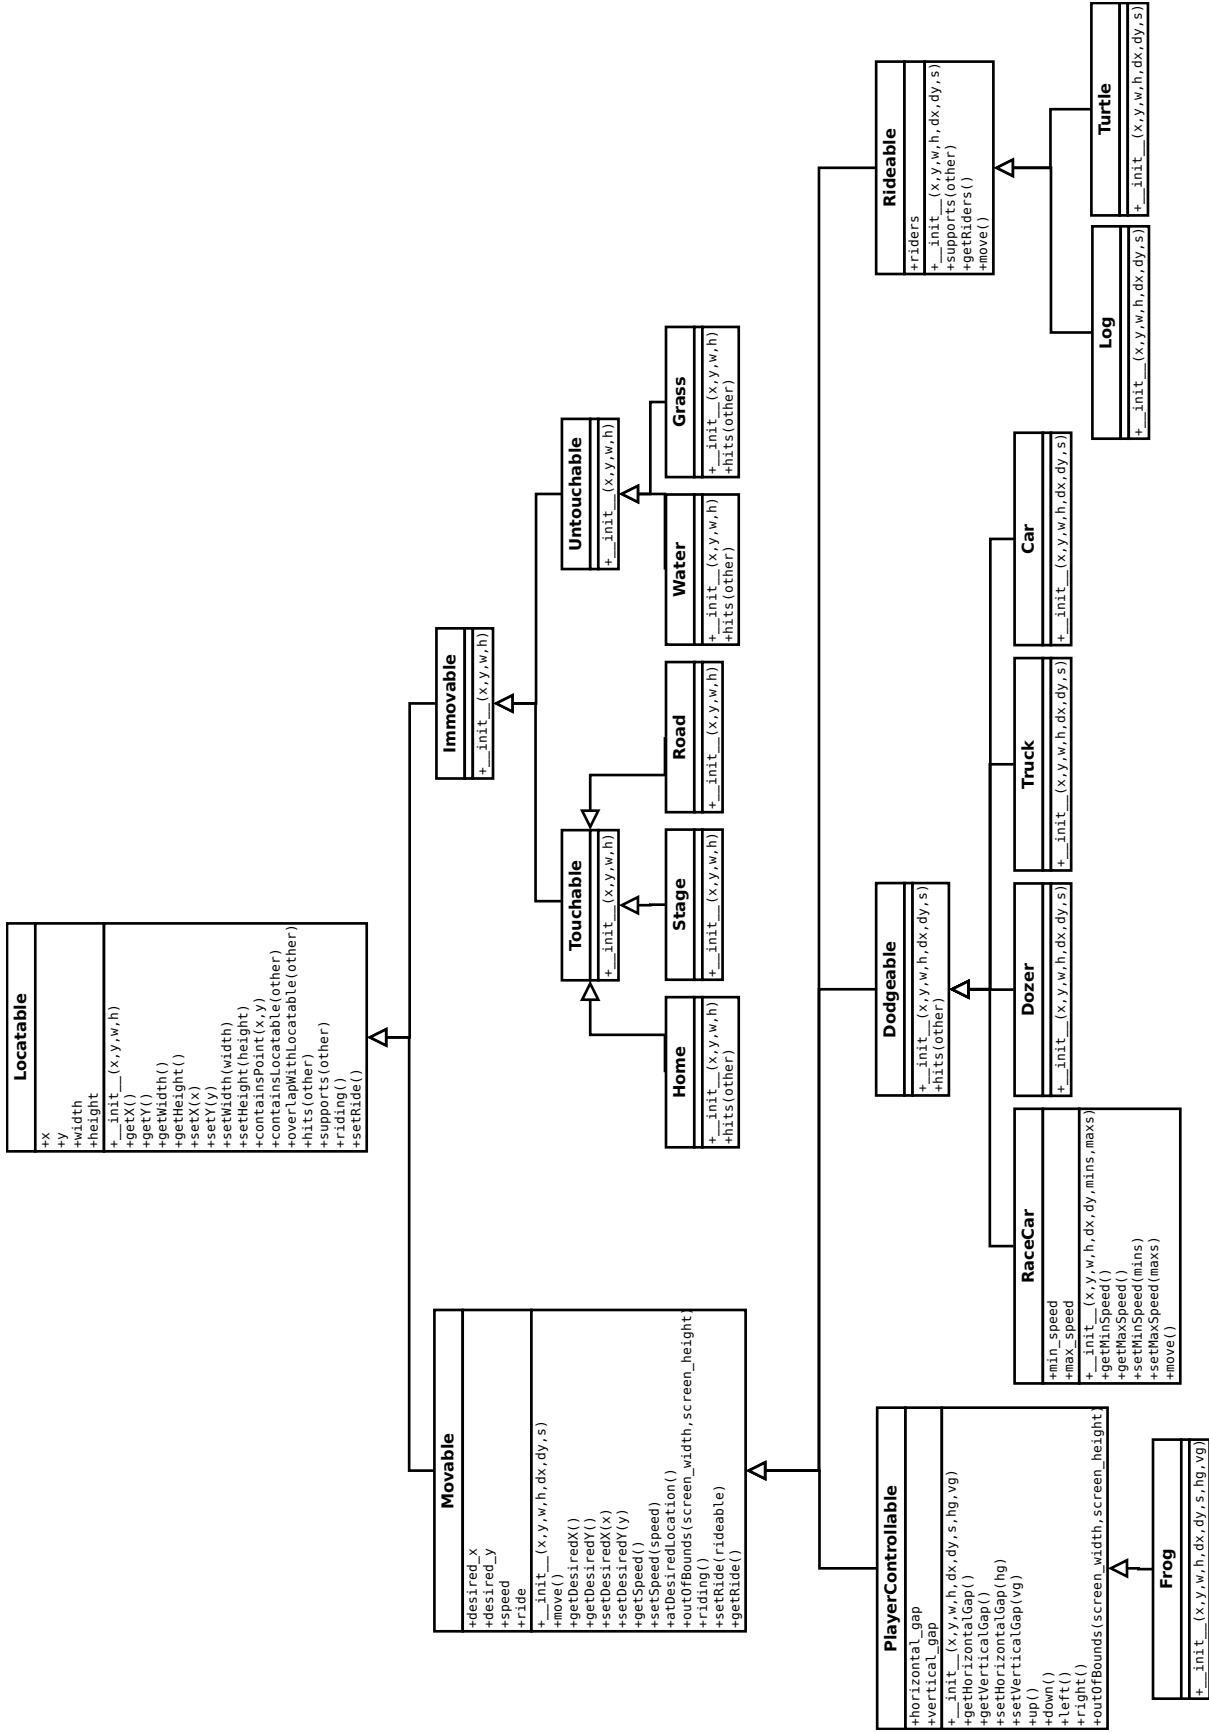 Locatable
+x
+y
+width
+height
+__init__(x,y,w,h)
+getX()
+getY()
+getWidth()
+getHeight()
+setX(x)
+setY(y)
+setWidth(width)
+setHeight(height)
+containsPoint(x,y)
+containsLocatable(other)
+overlapWithLocatable(other)
+hits(other)
+supports(other)
+riding()
+setRide()
Movable
+desired_x
+desired_y
+speed
+ride
+__init__(x,y,w,h,dx,dy,s)
+move()
+getDesiredX()
+getDesiredY()
+setDesiredX(x)
+setDesiredY(y)
+getSpeed()
+setSpeed(speed)
+atDesiredLocation()
+outOfBounds(screen_width,screen_height)
+riding()
+setRide(rideable)
+getRide()
Immovable
+__init__(x,y,w,h)
Touchable
+__init__(x,y,w,h)
Untouchable
+__init__(x,y,w,h)
Home
+__init__(x,y,w,h)
+hits(other)
Stage
+__init__(x,y,w,h)
Road
+__init__(x,y,w,h)
Water
+__init__(x,y,w,h)
+hits(other)
Grass
+__init__(x,y,w,h)
+hits(other)
PlayerControllable
+horizontal_gap
+vertical_gap
+__init__(x,y,w,h,dx,dy,s,hg,vg)
+getHorizontalGap()
+getVerticalGap()
+setHorizontalGap(hg)
+setVerticalGap(vg)
+up()
+down()
+left()
+right()
+outOfBounds(screen_width,screen_height)
Dodgeable
+__init__(x,y,w,h,dx,dy,s)
+hits(other)
Rideable
+riders
+__init__(x,y,w,h,dx,dy,s)
+supports(other)
+getRiders()
+move()
RaceCar
+min_speed
+max_speed
+__init__(x,y,w,h,dx,dy,mins,maxs)
+getMinSpeed()
+getMaxSpeed()
+setMinSpeed(mins)
+setMaxSpeed(maxs)
+move()
Dozer
+__init__(x,y,w,h,dx,dy,s)
Truck
+__init__(x,y,w,h,dx,dy,s)
Car
+__init__(x,y,w,h,dx,dy,s)
Log
+__init__(x,y,w,h,dx,dy,s)
Turtle
+__init__(x,y,w,h,dx,dy,s)
Frog
+__init__(x,y,w,h,dx,dy,s,hg,vg)